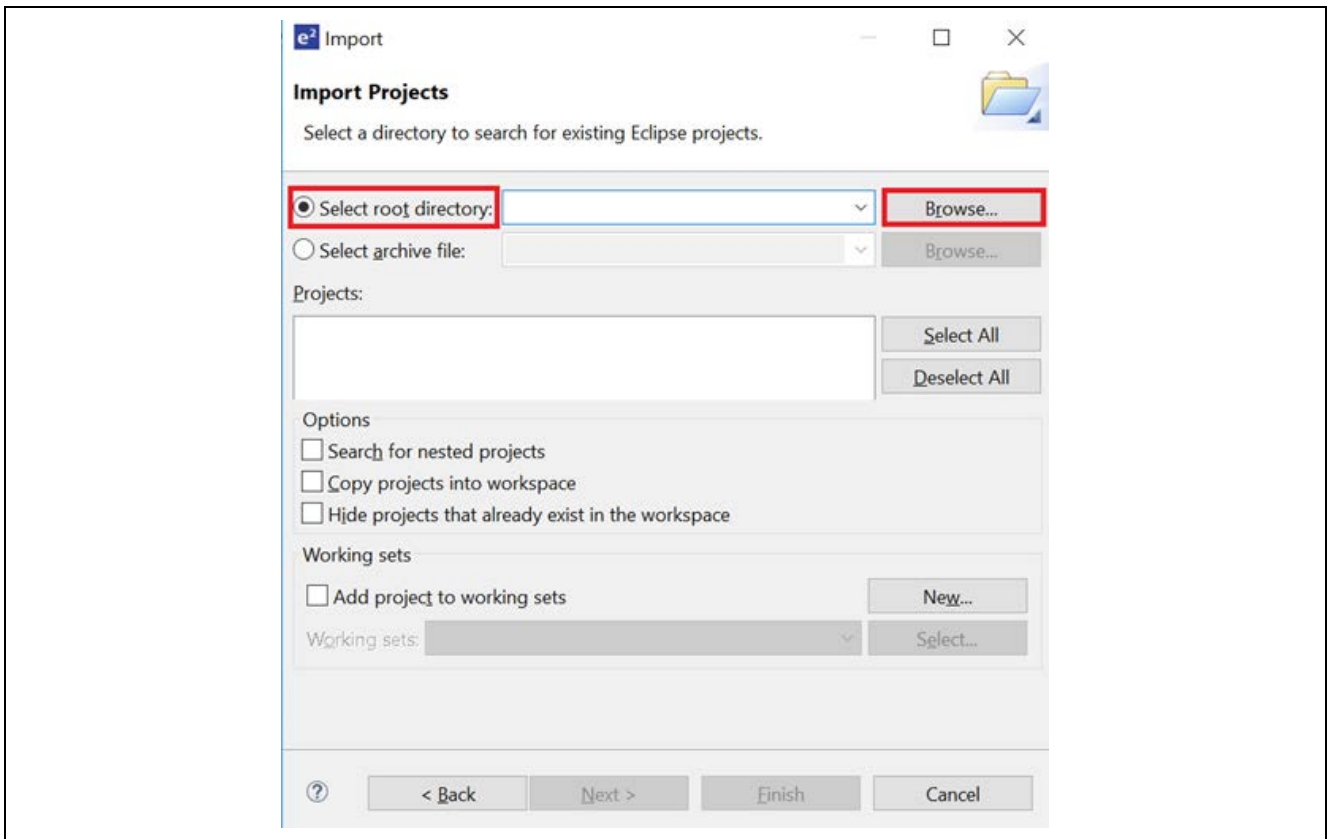 e² Import
Import Projects
Select a directory to search for existing Eclipse projects.
Select root directory: Browse...
Select archive file: Browse...
Projects:
Select All
Deselect All
Options
Search for nested projects
Copy projects into workspace
Hide projects that already exist in the workspace
Working sets
Add project to working sets New...
Working sets: Select...
? < Back Next > Finish Cancel